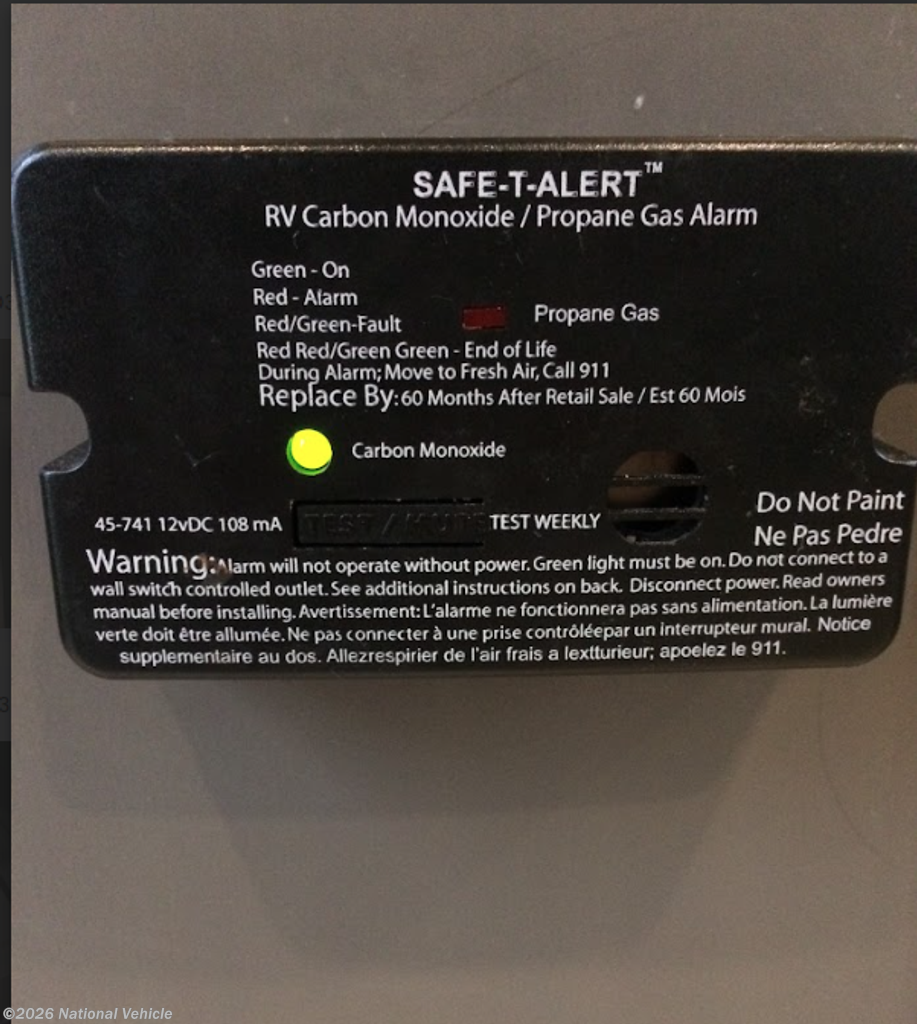 SAFE-T-ALERT™
RV Carbon Monoxide / Propane Gas Alarm
Green - On
Red - Alarm
Red/Green-Fault
Propane Gas
Red Red/Green Green - End of Life
During Alarm; Move to Fresh Air, Call 911
Replace By: 60 Months After Retail Sale / Est 60 Mois
Carbon Monoxide
45-741 12vDC 108 mA
TEST / MUTE
TEST WEEKLY
Do Not Paint
Ne Pas Pedre
Warning: Alarm will not operate without power. Green light must be on. Do not connect to a
wall switch controlled outlet. See additional instructions on back. Disconnect power. Read owners
manual before installing. Avertissement: L'alarme ne fonctionnera pas sans alimentation. La lumière
verte doit être allumée. Ne pas connecter à une prise contrôléepar un interrupteur mural. Notice
supplementaire au dos. Allezrespirier de l'air frais a lextturieur; apoelez le 911.
©2026 National Vehicle